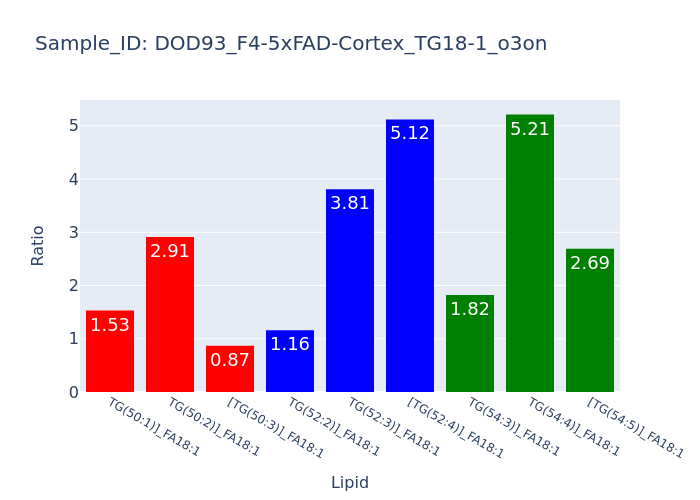 Sample_ID: DOD93_F4-5xFAD-Cortex_TG18-1_o3on
Ratio
5
4
3
2
1
0
1.53
2.91
0.87
1.16
3.81
5.12
1.82
5.21
2.69
TG(50:1)]_FA18:1
TG(50:2)]_FA18:1
[TG(50:3)]_FA18:1
TG(52:2)]_FA18:1
TG(52:3)]_FA18:1
[TG(52:4)]_FA18:1
TG(54:3)]_FA18:1
TG(54:4)]_FA18:1
[TG(54:5)]_FA18:1
Lipid